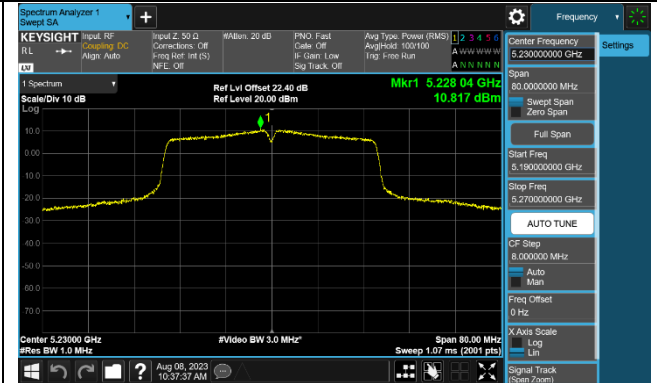 Spectrum Analyzer 1
Swept SA
+
Frequency
KEYSIGHT
RL
LXI
Input: RF
Coupling: DC
Align: Auto
Input Z: 50 Ω
Corrections: Off
Freq Ref: Int (S)
NFE: Off
#Atten: 20 dB
PNO: Fast
Gate: Off
IF Gain: Low
Sig Track: Off
Avg Type: Power (RMS)
Avg|Hold: 100/100
Trig: Free Run
1 2 3 4 5 6
A W W W W W
A N N N N N
1 Spectrum
Scale/Div 10 dB
Log
Ref Lvl Offset 22.40 dB
Ref Level 20.00 dBm
Mkr1 5.228 04 GHz
10.817 dBm
1
10.0
0.00
-10.0
-20.0
-30.0
-40.0
-50.0
-60.0
-70.0
Center 5.23000 GHz
#Res BW 1.0 MHz
#Video BW 3.0 MHz*
Span 80.00 MHz
Sweep 1.07 ms (2001 pts)
Settings
Center Frequency
5.230000000 GHz
Span
80.0000000 MHz
Swept Span
Zero Span
Full Span
Start Freq
5.190000000 GHz
Stop Freq
5.270000000 GHz
AUTO TUNE
CF Step
8.000000 MHz
Auto
Man
Freq Offset
0 Hz
X Axis Scale
Log
Lin
Signal Track
(Span Zoom)
?
Aug 08, 2023
10:37:37 AM